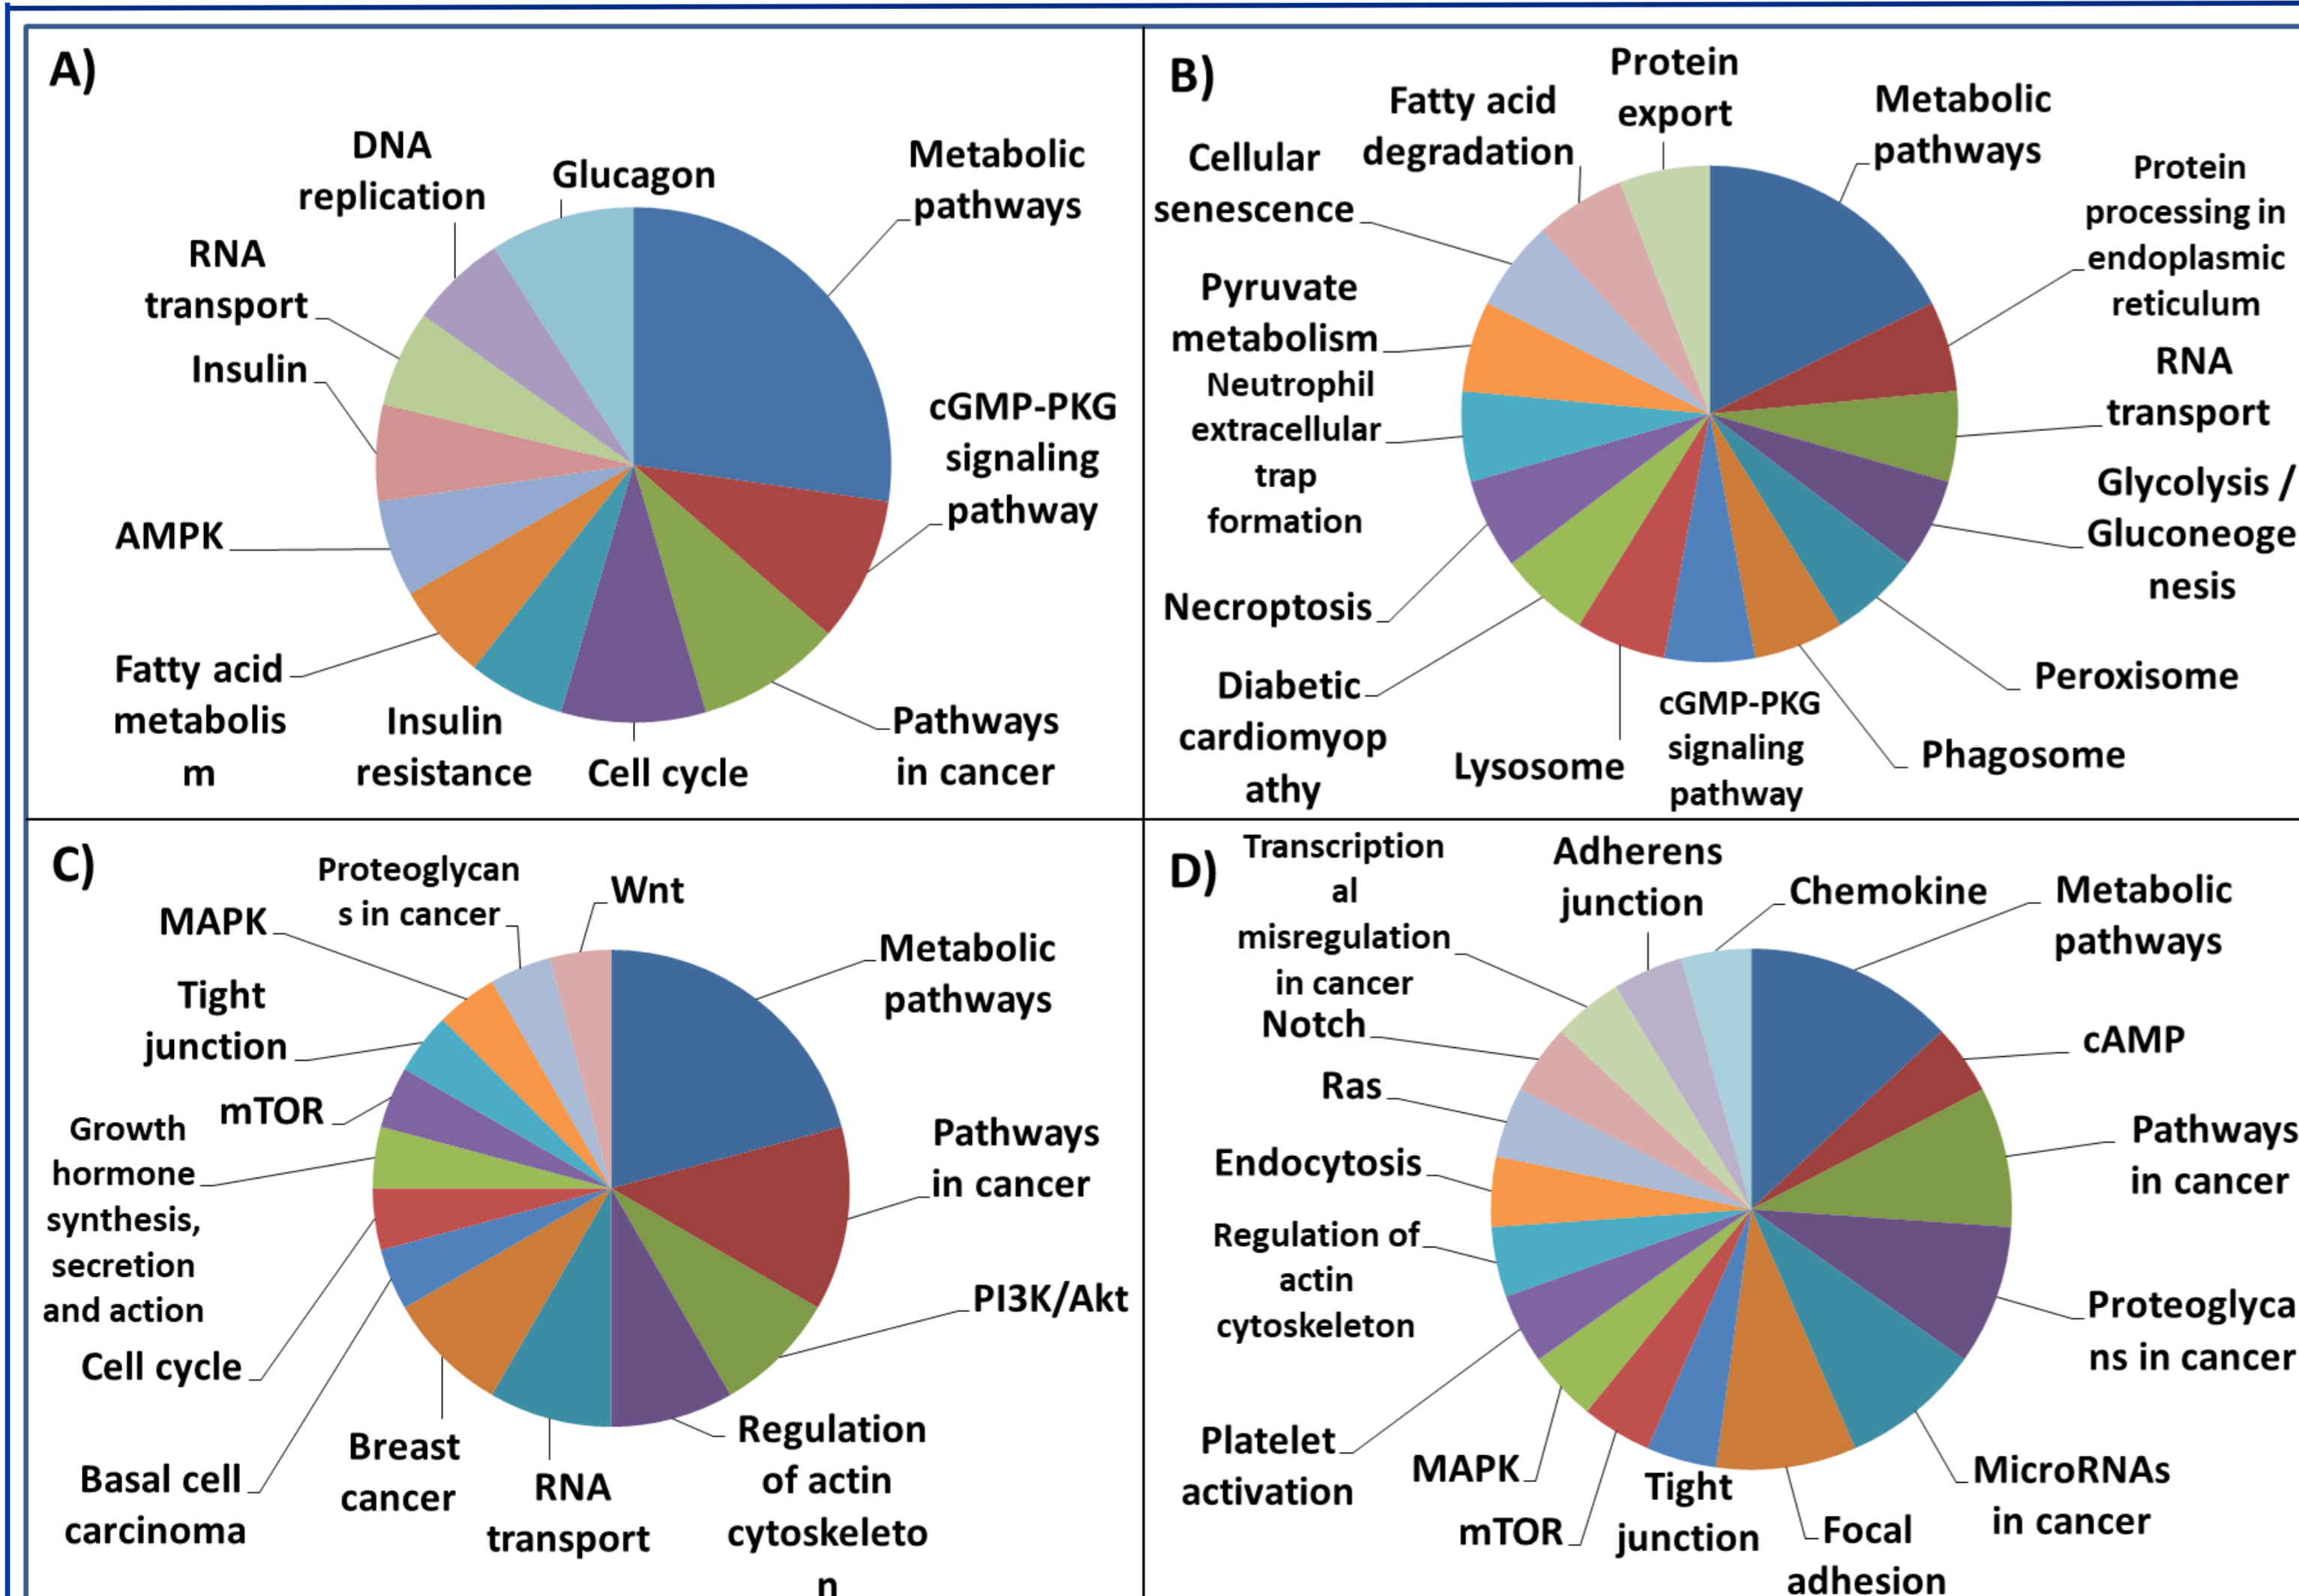 A)
Glucagon
Metabolic
pathways
cGMP-PKG
signaling
pathway
Pathways
in cancer
Cell cycle
Insulin
resistance
Fatty acid
metabolis
m
AMPK
Insulin
RNA
transport
DNA
replication
B)
Protein
export
Metabolic
pathways
Protein
processing in
endoplasmic
reticulum
RNA
transport
Glycolysis /
Gluconeoge
nesis
Peroxisome
Phagosome
cGMP-PKG
signaling
pathway
Lysosome
Diabetic
cardiomyop
athy
Necroptosis
Neutrophil
extracellular
trap
formation
Pyruvate
metabolism
Cellular
senescence
Fatty acid
degradation
C)
Wnt
Metabolic
pathways
Pathways
in cancer
PI3K/Akt
Regulation
of actin
cytoskeleto
n
RNA
transport
Breast
cancer
Basal cell
carcinoma
Cell cycle
Growth
hormone
synthesis,
secretion
and action
mTOR
Tight
junction
MAPK
Proteoglycan
s in cancer
D)
Chemokine
Metabolic
pathways
cAMP
Pathways
in cancer
Proteoglyca
ns in cancer
MicroRNAs
in cancer
Focal
adhesion
Tight
junction
mTOR
MAPK
Platelet
activation
Regulation of
actin
cytoskeleton
Endocytosis
Ras
Notch
Transcription
al
misregulation
in cancer
Adherens
junction